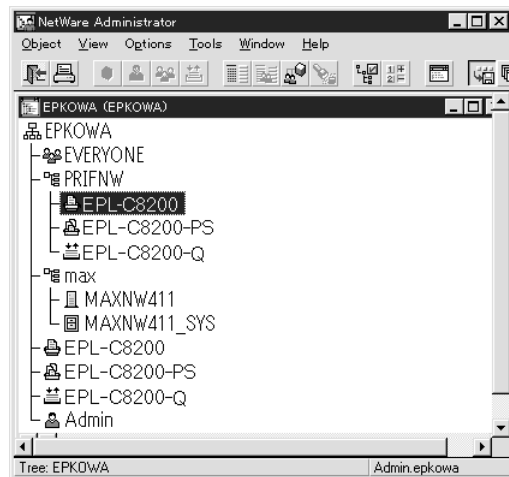 NetWare Administrator
Object View Options Tools Window Help
EPKOWA (EPKOWA)
EPKOWA
EVERYONE
PRIFNW
EPL-C8200
EPL-C8200-PS
EPL-C8200-Q
max
MAXNW411
MAXNW411_SYS
EPL-C8200
EPL-C8200-PS
EPL-C8200-Q
Admin
Tree: EPKOWA Admin.epkowa